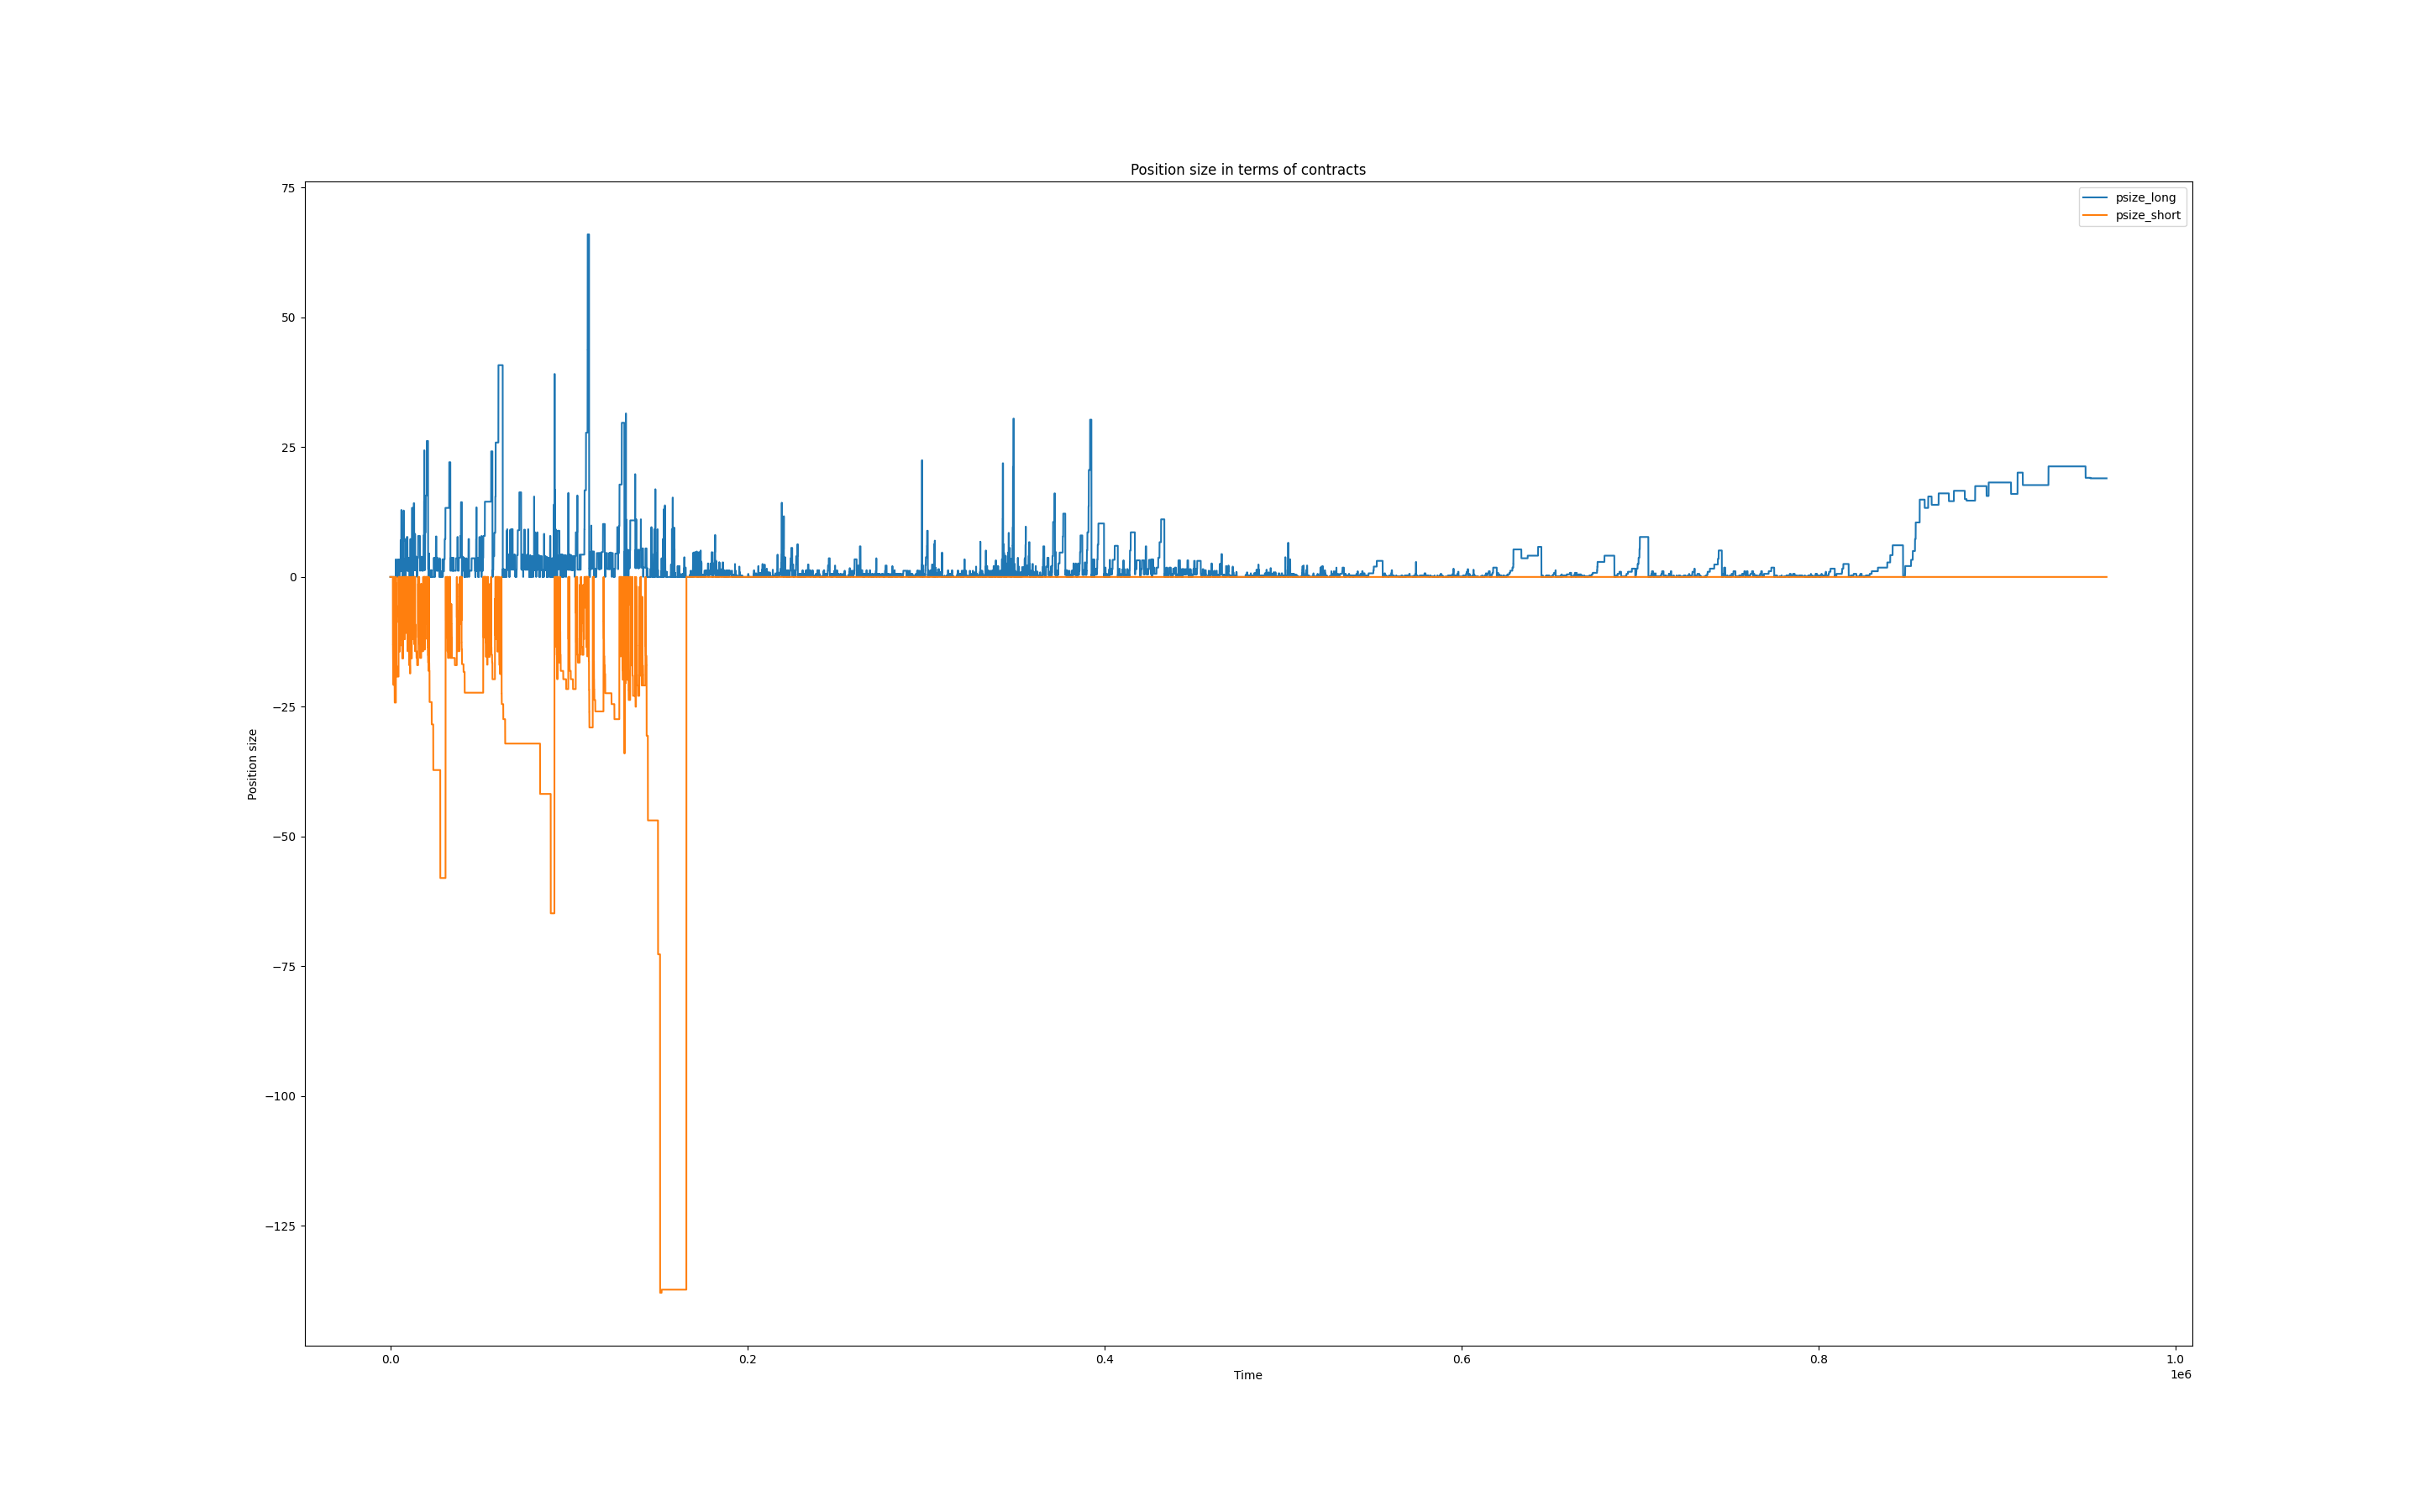 Position size in terms of contracts
psize_long
psize_short
75
50
25
0
−25
−50
−75
−100
−125
Position size
0.0
0.2
0.4
0.6
0.8
1.0
1e6
Time